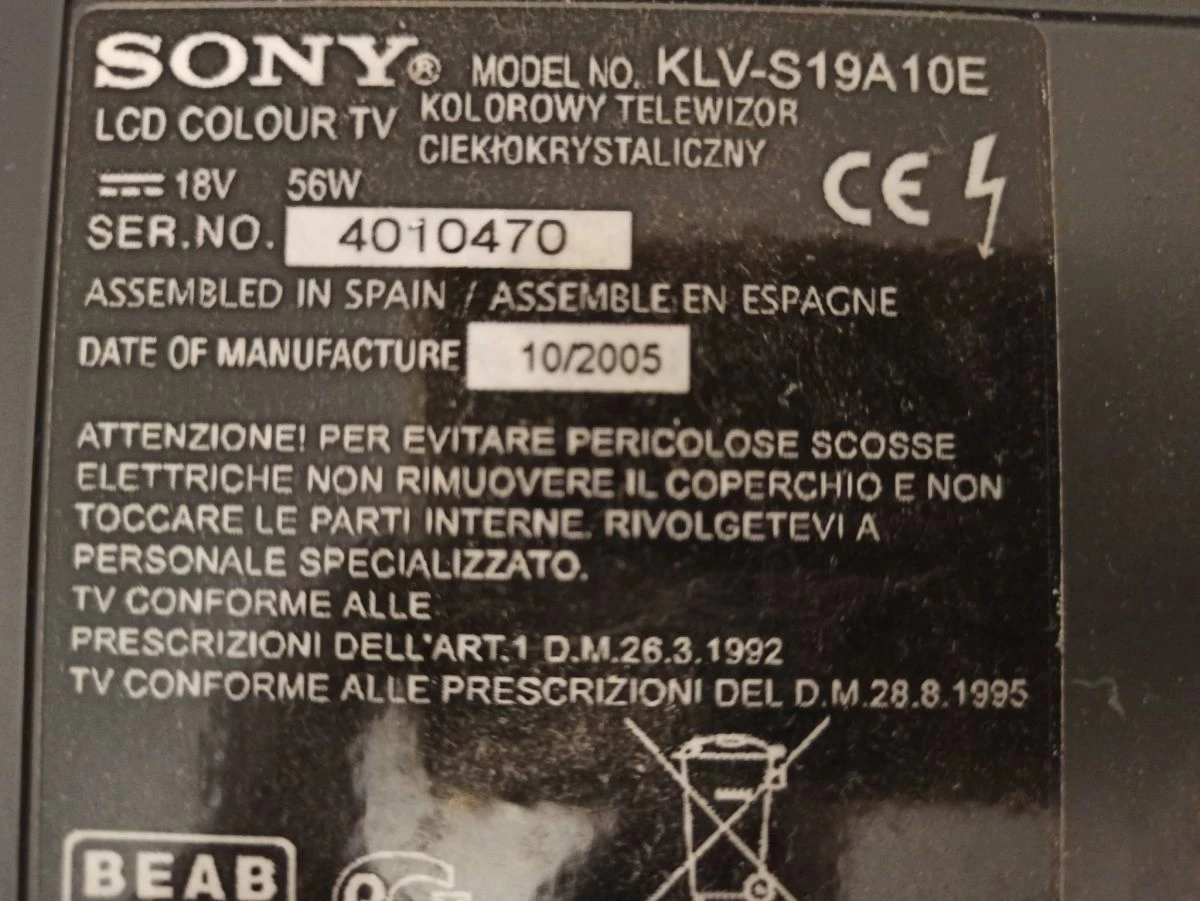 SONY® MODEL NO. KLV-S19A10E
LCD COLOUR TV KOLOROWY TELEWIZOR
CIEKŁOKRYSTALICZNY
18V 56W
CE
SER.NO. 4010470
ASSEMBLED IN SPAIN / ASSEMBLE EN ESPAGNE
DATE OF MANUFACTURE 10/2005
ATTENZIONE! PER EVITARE PERICOLOSE SCOSSE
ELETTRICHE NON RIMUOVERE IL COPERCHIO E NON
TOCCARE LE PARTI INTERNE. RIVOLGETEVI A
PERSONALE SPECIALIZZATO.
TV CONFORME ALLE
PRESCRIZIONI DELL'ART.1 D.M.26.3.1992
TV CONFORME ALLE PRESCRIZIONI DEL D.M.28.8.1995
BEAB